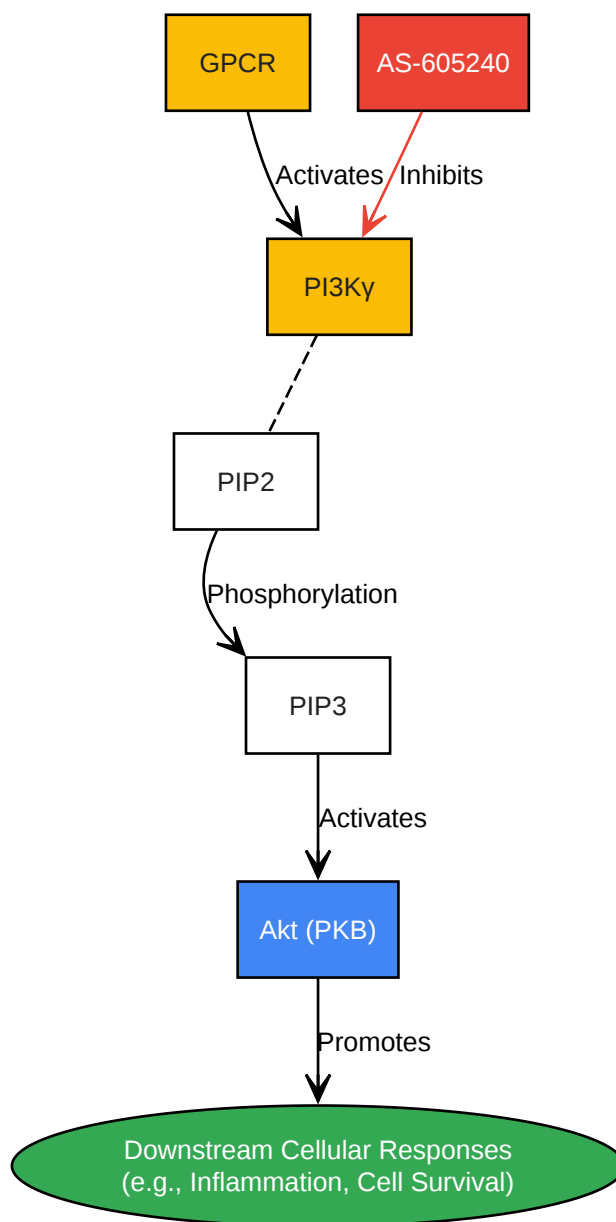 GPCR
AS-605240
Activates
Inhibits
PI3Kγ
PIP2
Phosphorylation
PIP3
Activates
Akt (PKB)
Promotes
Downstream Cellular Responses
(e.g., Inflammation, Cell Survival)